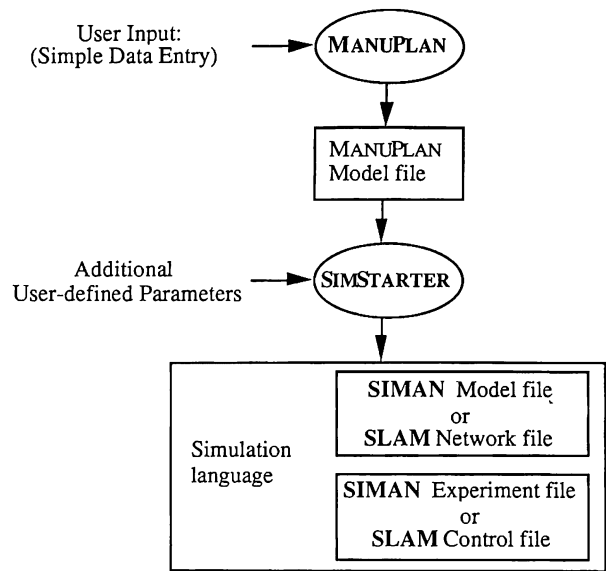 User Input:
(Simple Data Entry)
MANUPLAN
MANUPLAN
Model file
Additional
User-defined Parameters
SIMSTARTER
Simulation
language
SIMAN Model file
or
SLAM Network file
SIMAN Experiment file
or
SLAM Control file